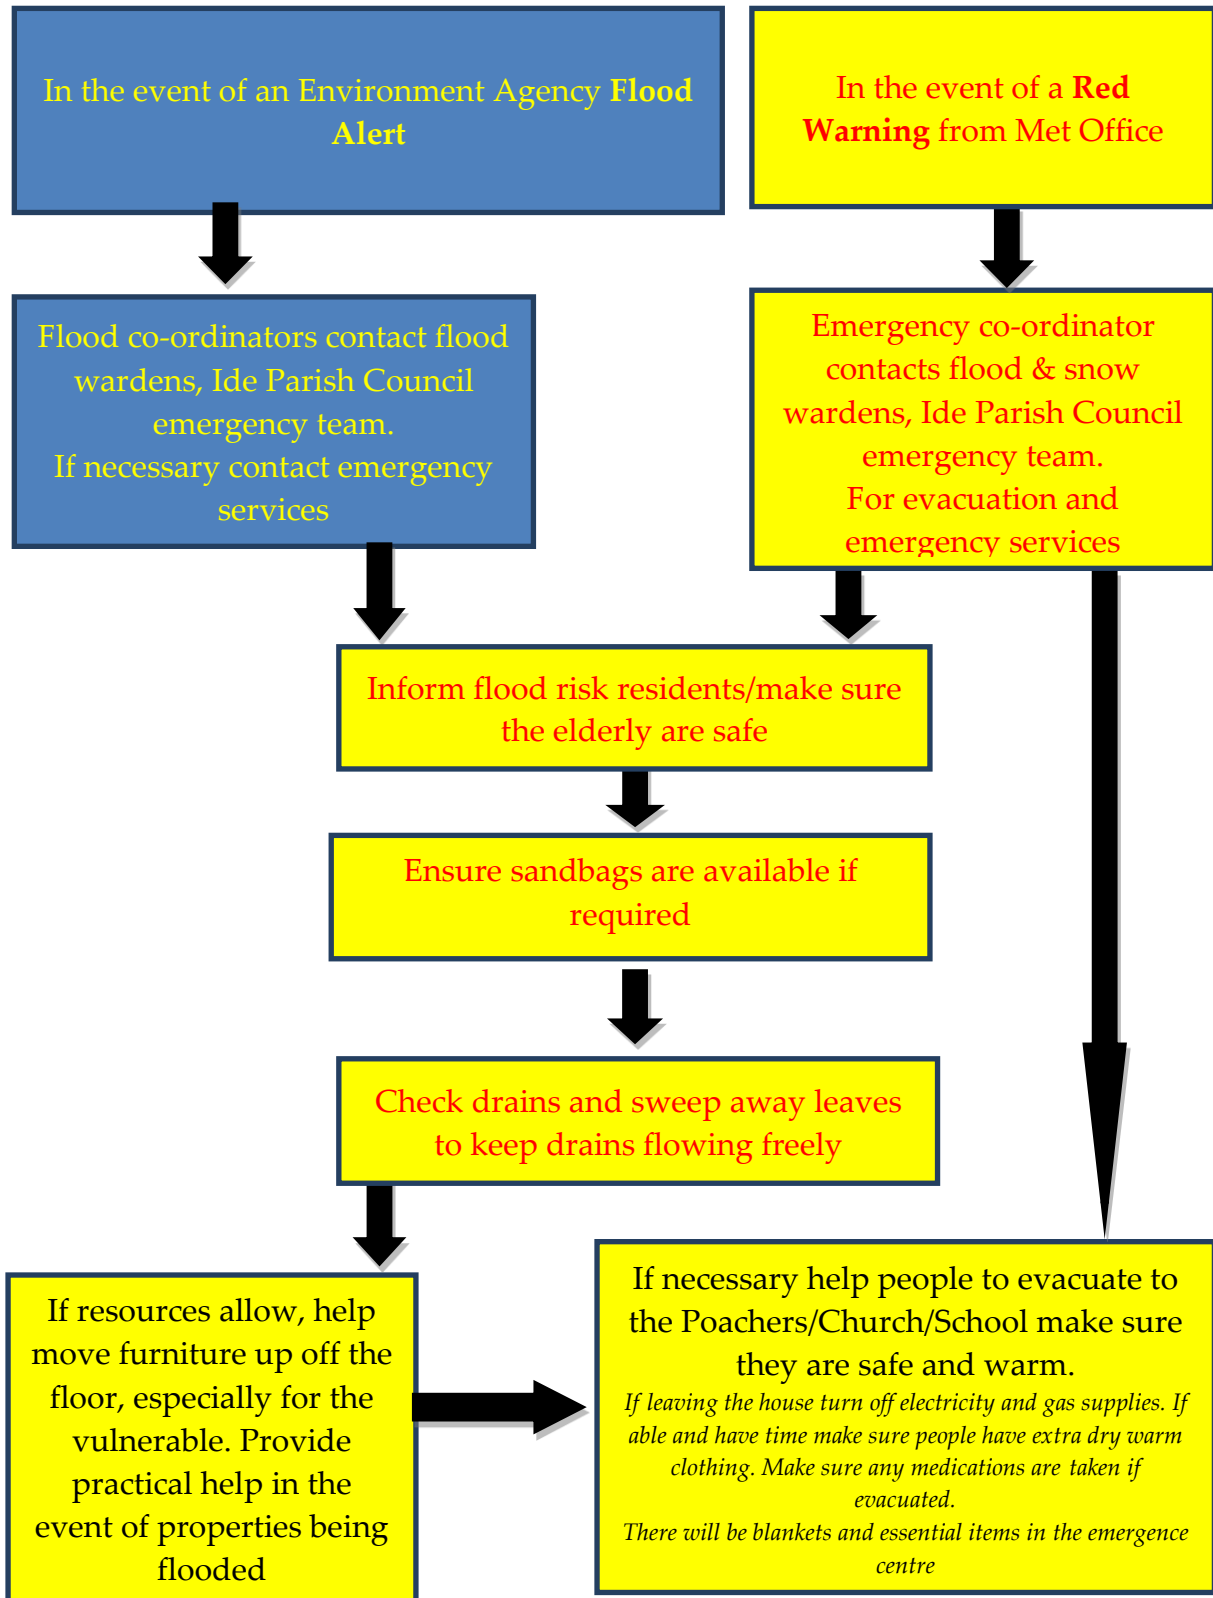 In the event of an Environment Agency Flood
Alert
In the event of a Red
Warning from Met Office
Flood co-ordinators contact flood
wardens, Ide Parish Council
emergency team.
If necessary contact emergency
services
Emergency co-ordinator
contacts flood & snow
wardens, Ide Parish Council
emergency team.
For evacuation and
emergency services
Inform flood risk residents/make sure
the elderly are safe
Ensure sandbags are available if
required
Check drains and sweep away leaves
to keep drains flowing freely
If resources allow, help
move furniture up off the
floor, especially for the
vulnerable. Provide
practical help in the
event of properties being
flooded
If necessary help people to evacuate to
the Poachers/Church/School make sure
they are safe and warm.
If leaving the house turn off electricity and gas supplies. If
able and have time make sure people have extra dry warm
clothing. Make sure any medications are taken if
evacuated.
There will be blankets and essential items in the emergence
centre